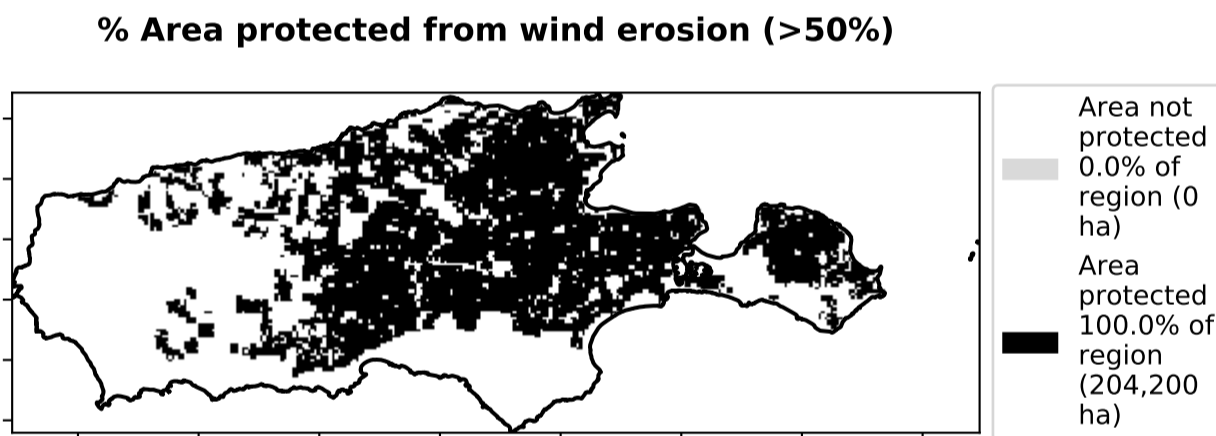 % Area protected from wind erosion (>50%)
Area not
protected
0.0% of
region (0
ha)
Area
protected
100.0% of
region
(204,200
ha)